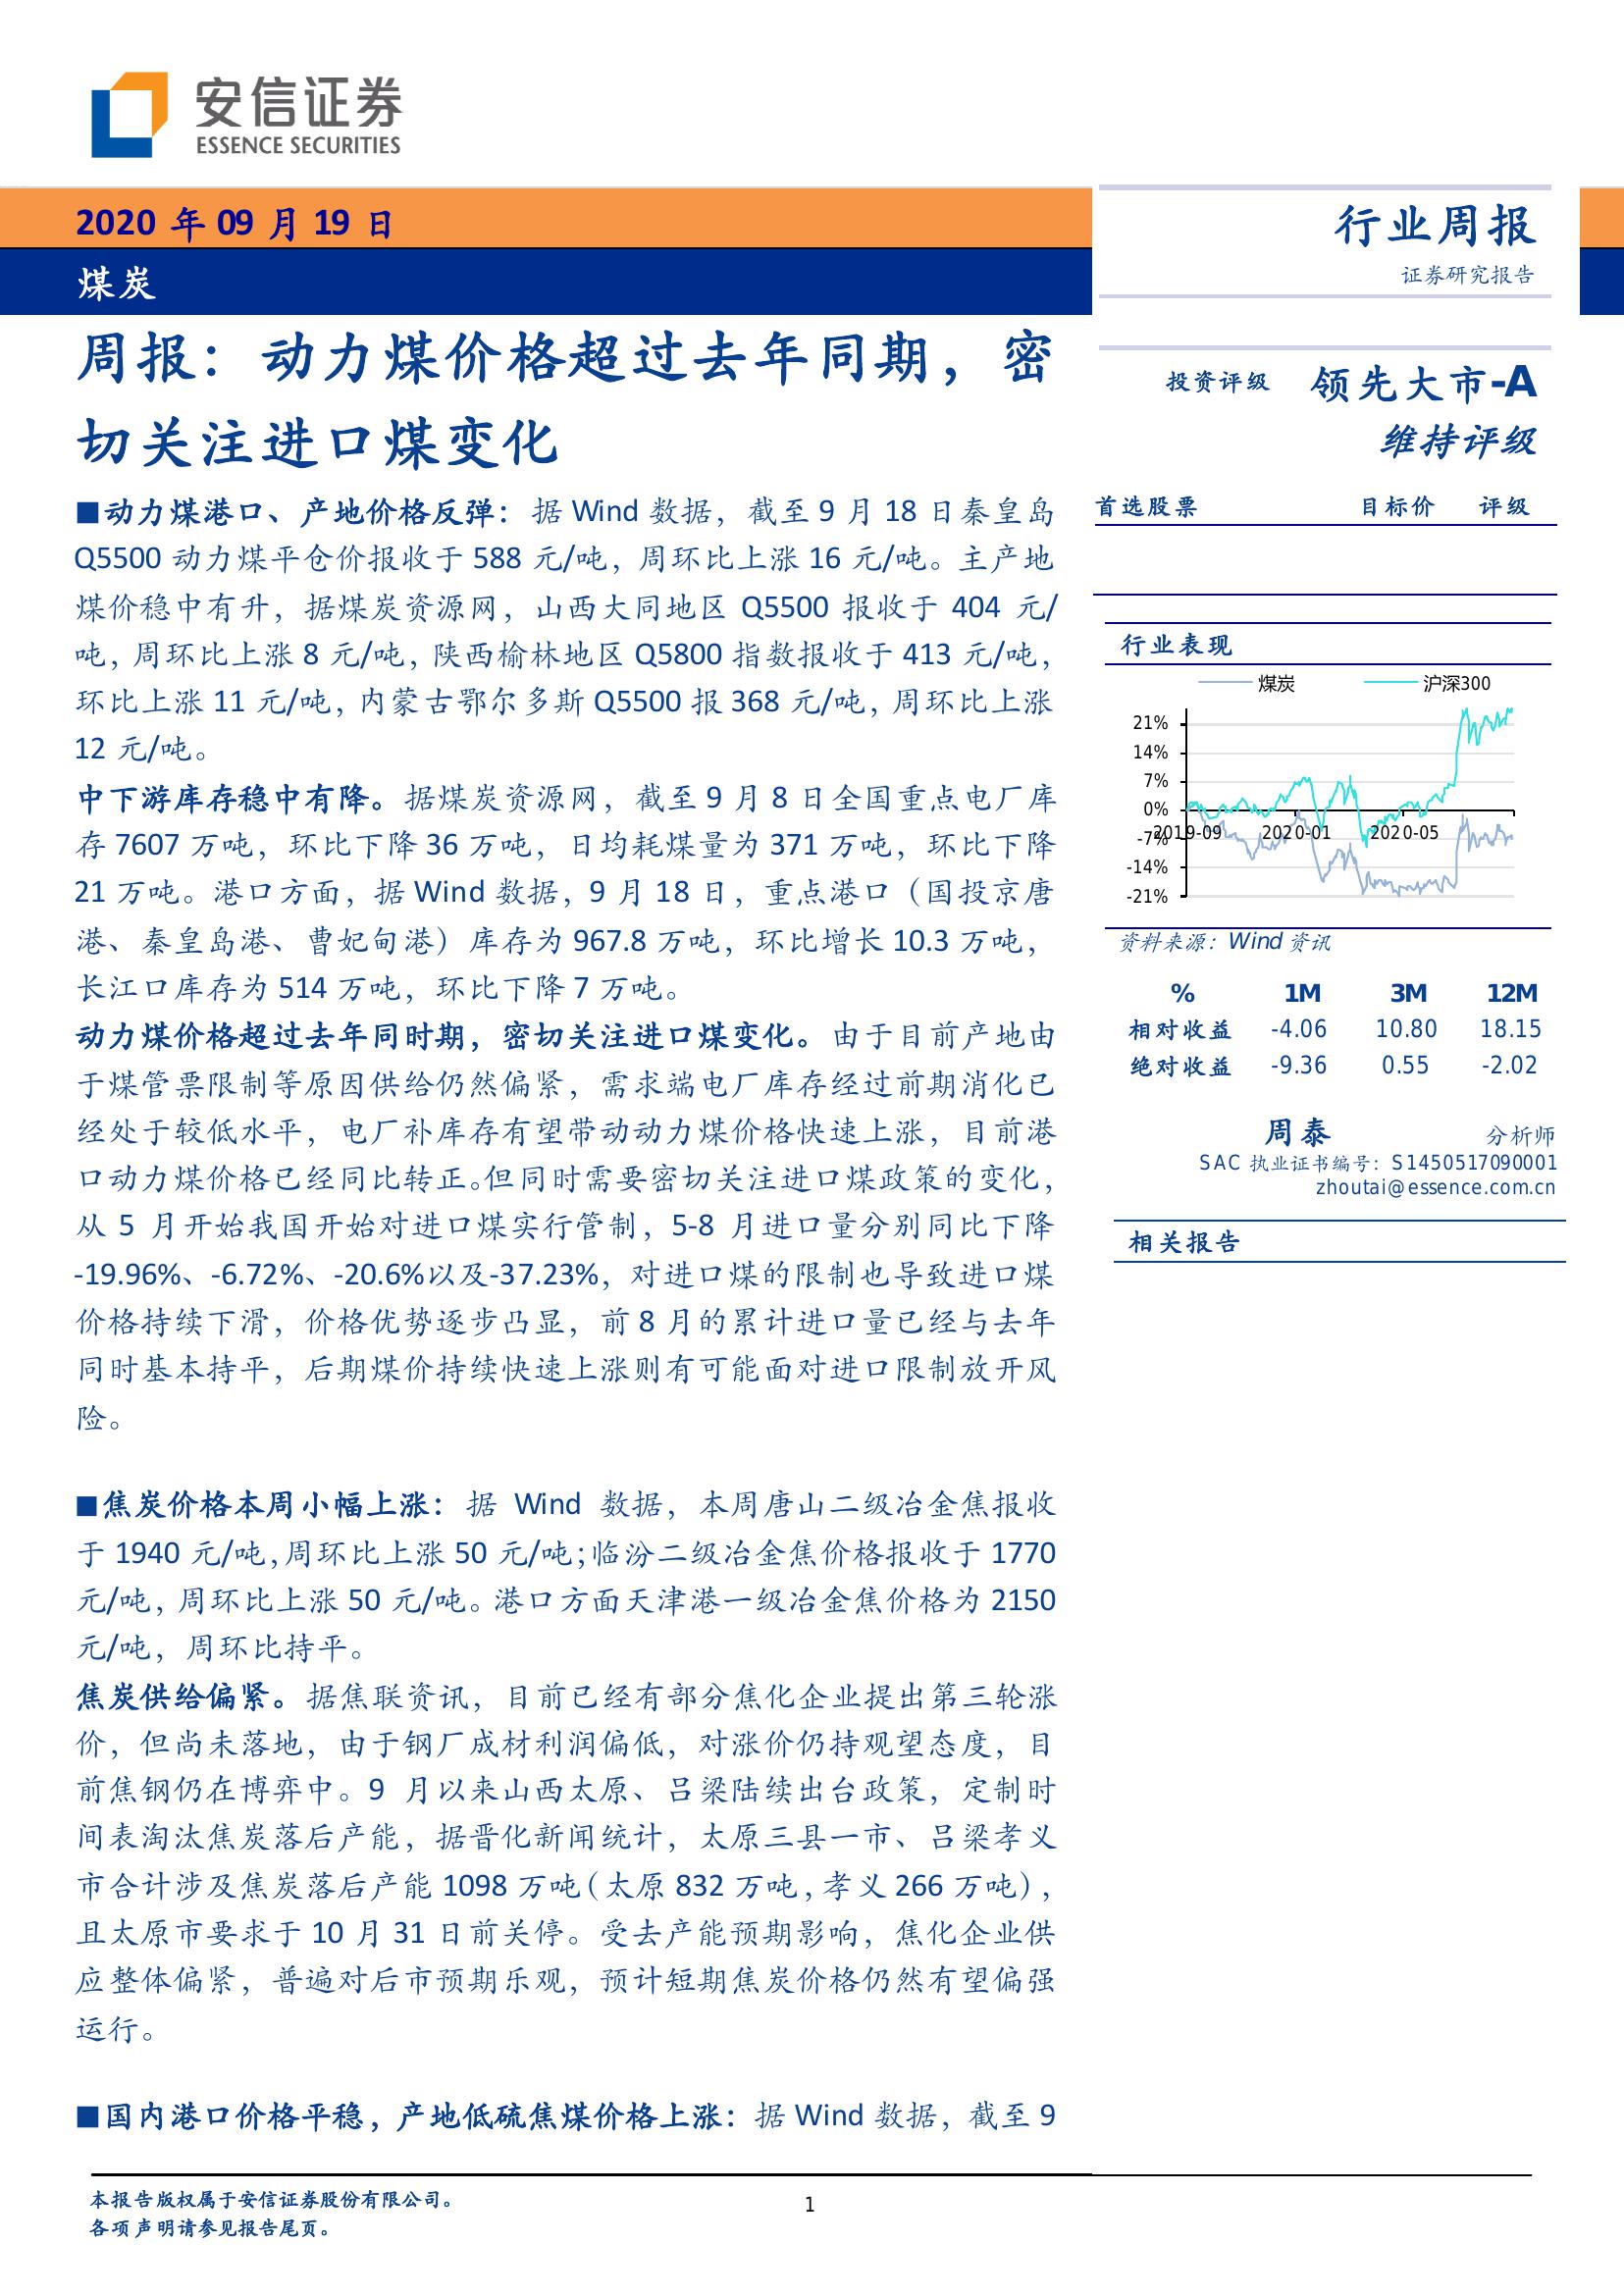 安信证券
ESSENCE SECURITIES
2020 年 09 月 19 日
煤炭
行业周报
证券研究报告
周报：动力煤价格超过去年同期，密
切关注进口煤变化
■动力煤港口、产地价格反弹：据 Wind 数据，截至 9 月 18 日秦皇岛
Q5500 动力煤平仓价报收于 588 元/吨，周环比上涨 16 元/吨。主产地
煤价稳中有升，据煤炭资源网，山西大同地区 Q5500 报收于 404 元/
吨，周环比上涨 8 元/吨，陕西榆林地区 Q5800 指数报收于 413 元/吨，
环比上涨 11 元/吨，内蒙古鄂尔多斯 Q5500 报 368 元/吨，周环比上涨
12 元/吨。
中下游库存稳中有降。据煤炭资源网，截至 9 月 8 日全国重点电厂库
存 7607 万吨，环比下降 36 万吨，日均耗煤量为 371 万吨，环比下降
21 万吨。港口方面，据 Wind 数据，9 月 18 日，重点港口（国投京唐
港、秦皇岛港、曹妃甸港）库存为 967.8 万吨，环比增长 10.3 万吨，
长江口库存为 514 万吨，环比下降 7 万吨。
动力煤价格超过去年同时期，密切关注进口煤变化。由于目前产地由
于煤管票限制等原因供给仍然偏紧，需求端电厂库存经过前期消化已
经处于较低水平，电厂补库存有望带动动力煤价格快速上涨，目前港
口动力煤价格已经同比转正。但同时需要密切关注进口煤政策的变化，
从 5 月开始我国开始对进口煤实行管制，5-8 月进口量分别同比下降
-19.96%、-6.72%、-20.6%以及-37.23%，对进口煤的限制也导致进口煤
价格持续下滑，价格优势逐步凸显，前 8 月的累计进口量已经与去年
同时基本持平，后期煤价持续快速上涨则有可能面对进口限制放开风
险。
■焦炭价格本周小幅上涨：据 Wind 数据，本周唐山二级冶金焦报收
于 1940 元/吨，周环比上涨 50 元/吨；临汾二级冶金焦价格报收于 1770
元/吨，周环比上涨 50 元/吨。港口方面天津港一级冶金焦价格为 2150
元/吨，周环比持平。
焦炭供给偏紧。据焦联资讯，目前已经有部分焦化企业提出第三轮涨
价，但尚未落地，由于钢厂成材利润偏低，对涨价仍持观望态度，目
前焦钢仍在博弈中。9 月以来山西太原、吕梁陆续出台政策，定制时
间表淘汰焦炭落后产能，据晋化新闻统计，太原三县一市、吕梁孝义
市合计涉及焦炭落后产能 1098 万吨（太原 832 万吨，孝义 266 万吨），
且太原市要求于 10 月 31 日前关停。受去产能预期影响，焦化企业供
应整体偏紧，普遍对后市预期乐观，预计短期焦炭价格仍然有望偏强
运行。
■国内港口价格平稳，产地低硫焦煤价格上涨：据 Wind 数据，截至 9
投资评级 领先大市-A
维持评级
首选股票 目标价 评级
行业表现
煤炭 沪深300
21%
14%
7%
0%
-7%
-14%
-21%
2019-09 2020-01 2020-05
资料来源：Wind 资讯
% 1M 3M 12M
相对收益 -4.06 10.80 18.15
绝对收益 -9.36 0.55 -2.02
周泰 分析师
SAC 执业证书编号：S1450517090001
zhoutai@essence.com.cn
相关报告
本报告版权属于安信证券股份有限公司。
各项声明请参见报告尾页。
1